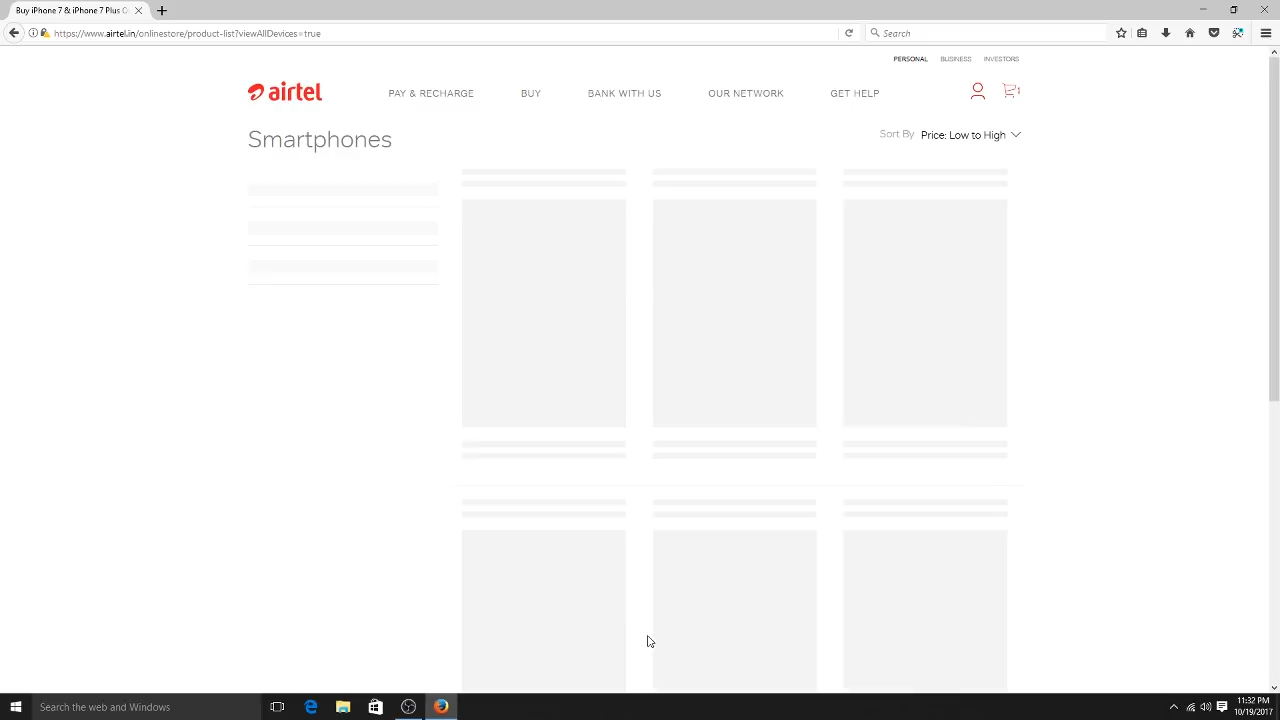 Buy iPhone 7 & iPhone 7 Plus O
https://www.airtel.in/onlinestore/product-list?viewAllDevices=true
Search
PERSONAL BUSINESS INVESTORS
airtel PAY & RECHARGE BUY BANK WITH US OUR NETWORK GET HELP 1
Smartphones
Sort By Price: Low to High
Search the web and Windows
11:32 PM
10/19/2017